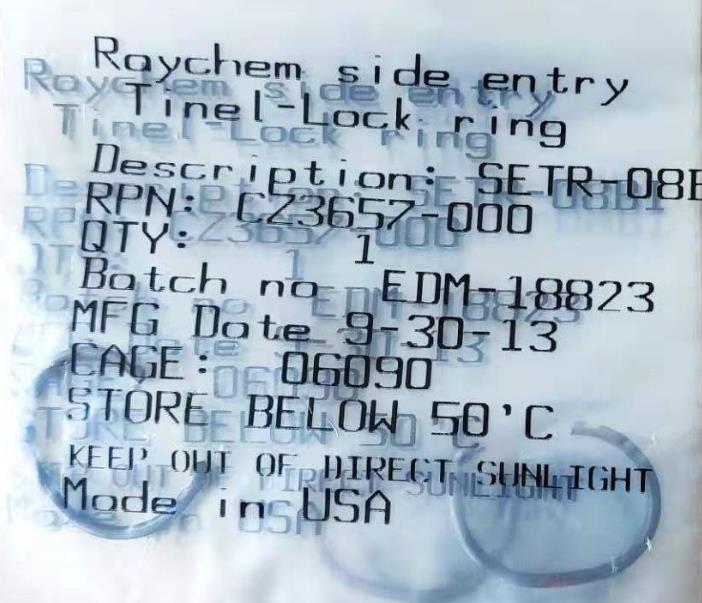 Raychem side entry
Tinel-Lock ring
Description: SETR-08B
RPN: CZ3657-000
QTY: 1
Batch no EDM-18823
MFG Date 9-30-13
CAGE: 06090
STORE BELOW 50'C
KEEP OUT OF DIRECT SUNLIGHT
Made in USA